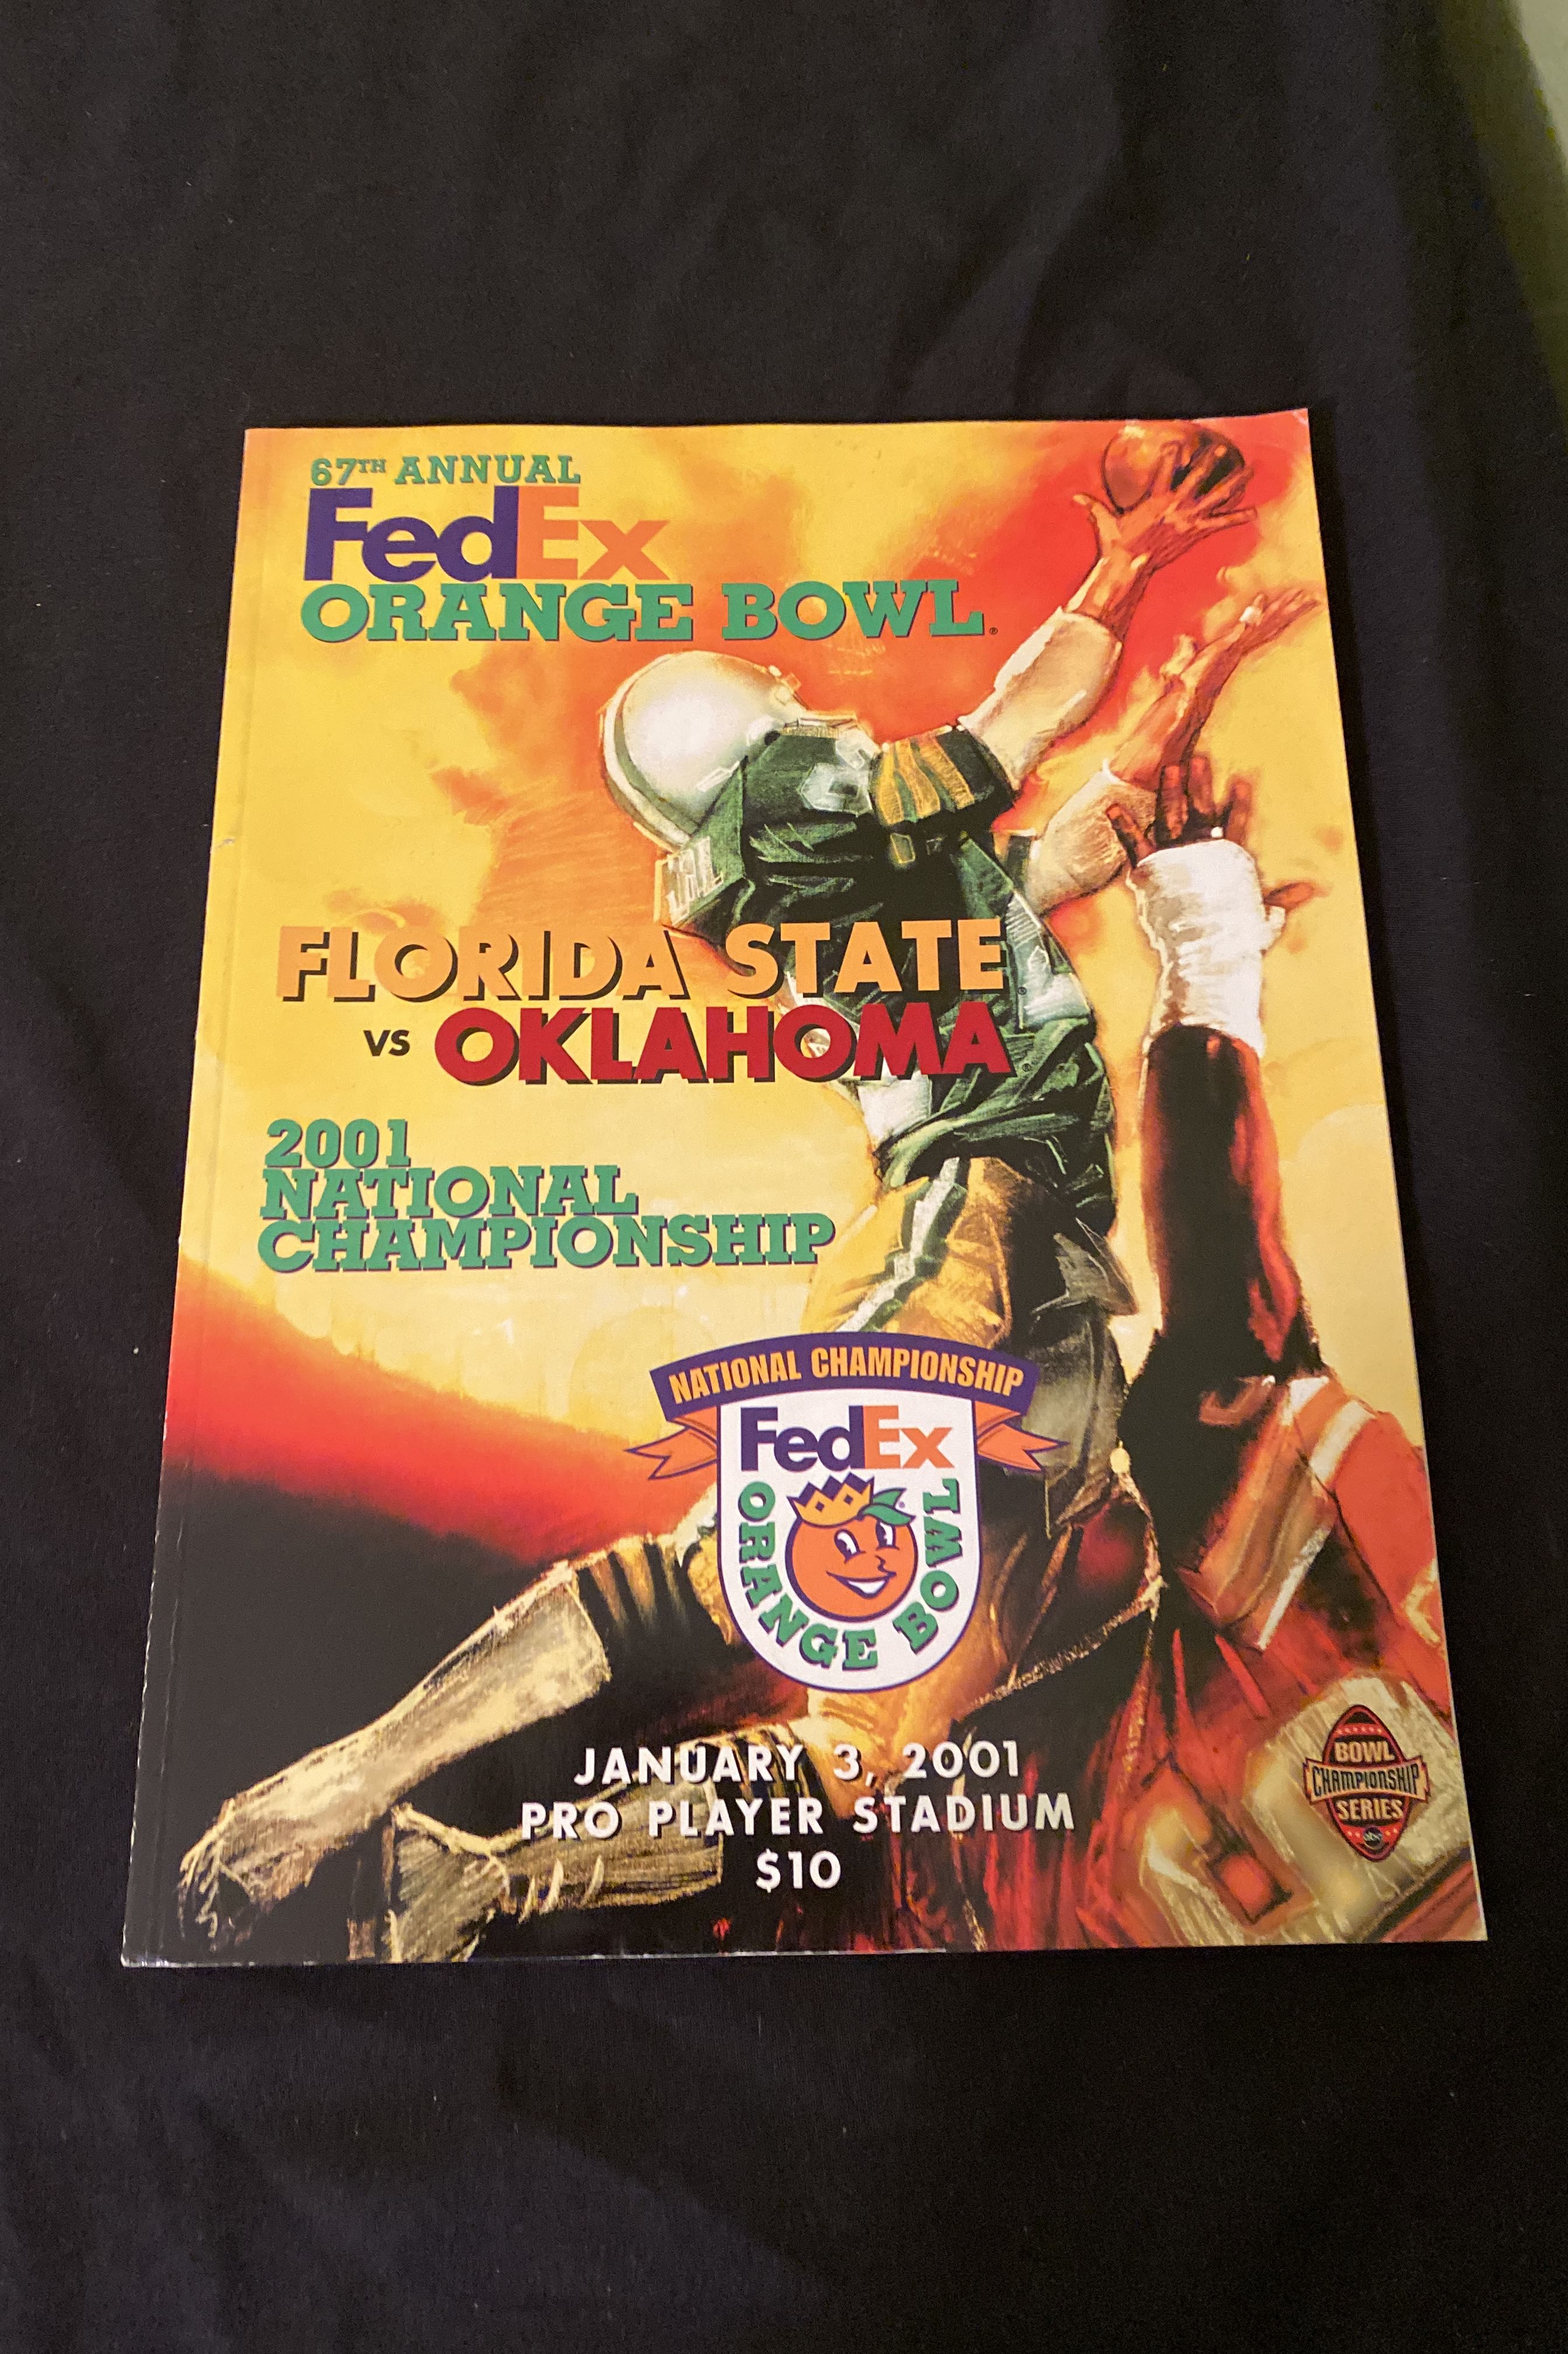 67TH ANNUAL
FedEx
ORANGE BOWL®
FLORIDA STATE®
VS OKLAHOMA®
2001
NATIONAL
CHAMPIONSHIP
NATIONAL CHAMPIONSHIP
FedEx
ORANGE BOWL
JANUARY 3, 2001
PRO PLAYER STADIUM
$10
BOWL
CHAMPIONSHIP
SERIES
abc